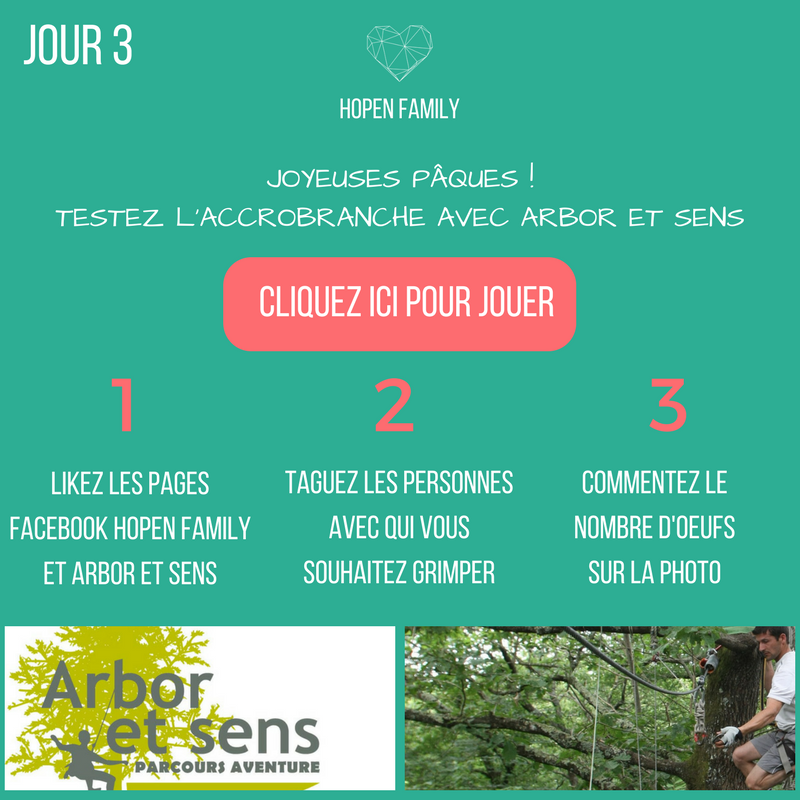 JOUR 3
HOPEN FAMILY
JOYEUSES PÂQUES !
TESTEZ L'ACCROBRANCHE AVEC ARBOR ET SENS
CLIQUEZ ICI POUR JOUER
1
LIKEZ LES PAGES
FACEBOOK HOPEN FAMILY
ET ARBOR ET SENS
2
TAGUEZ LES PERSONNES
AVEC QUI VOUS
SOUHAITEZ GRIMPER
3
COMMENTEZ LE
NOMBRE D'OEUFS
SUR LA PHOTO
Arbor
et sens
PARCOURS AVENTURE